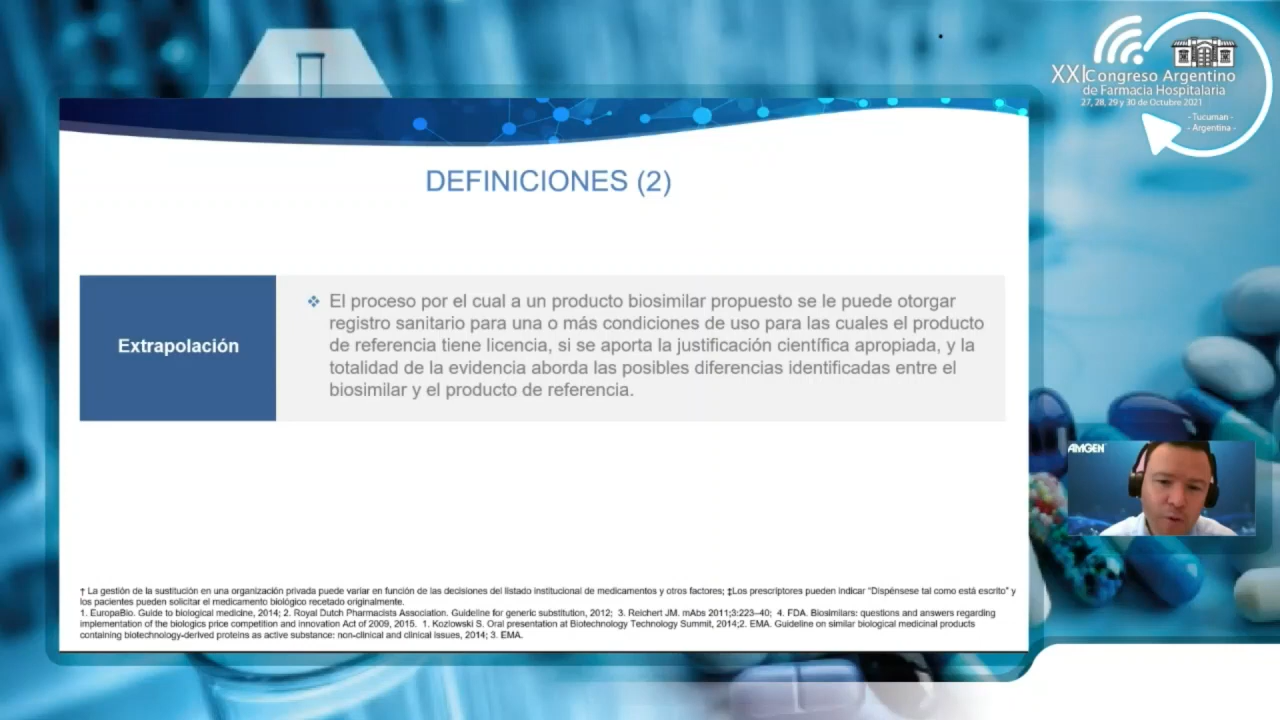 XXI Congreso Argentino
de Farmacia Hospitalaria
27, 28, 29 y 30 de Octubre 2021
- Tucuman -
- Argentina -
DEFINICIONES (2)
Extrapolación
El proceso por el cual a un producto biosimilar propuesto se le puede otorgar
registro sanitario para una o más condiciones de uso para las cuales el producto
de referencia tiene licencia, si se aporta la justificación científica apropiada, y la
totalidad de la evidencia aborda las posibles diferencias identificadas entre el
biosimilar y el producto de referencia.
AMGEN
† La gestión de la sustitución en una organización privada puede variar en función de las decisiones del listado institucional de medicamentos y otros factores; ‡Los prescriptores pueden indicar "Dispénsese tal como está escrito" y
los pacientes pueden solicitar el medicamento biológico recetado originalmente.
1. EuropaBio. Guide to biological medicine, 2014; 2. Royal Dutch Pharmacists Association. Guideline for generic substitution, 2012; 3. Reichert JM. mAbs 2011;3:223–40; 4. FDA. Biosimilars: questions and answers regarding
implementation of the biologics price competition and innovation Act of 2009, 2015. 1. Kozlowski S. Oral presentation at Biotechnology Technology Summit, 2014;2. EMA. Guideline on similar biological medicinal products
containing biotechnology-derived proteins as active substance: non-clinical and clinical issues, 2014; 3. EMA.